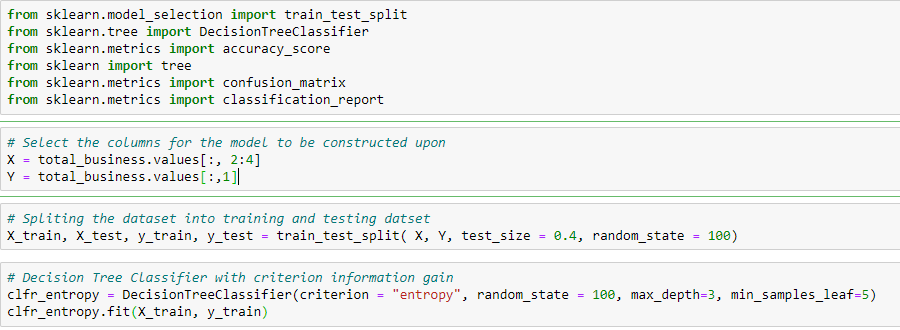 from sklearn.model_selection import train_test_split
from sklearn.tree import DecisionTreeClassifier
from sklearn.metrics import accuracy_score
from sklearn import tree
from sklearn.metrics import confusion_matrix
from sklearn.metrics import classification_report
# Select the columns for the model to be constructed upon
X = total_business.values[:, 2:4]
Y = total_business.values[:,1]
# Spliting the dataset into training and testing datset
X_train, X_test, y_train, y_test = train_test_split( X, Y, test_size = 0.4, random_state = 100)
# Decision Tree Classifier with criterion information gain
clfr_entropy = DecisionTreeClassifier(criterion = "entropy", random_state = 100, max_depth=3, min_samples_leaf=5)
clfr_entropy.fit(X_train, y_train)